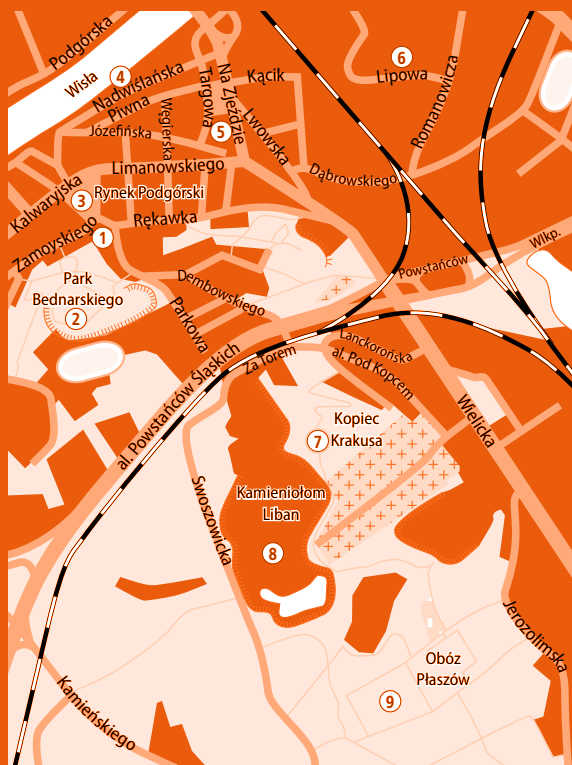 Podgórska
Wisła
4
Nadwiślańska
Piwna
Józefińska
Węgierska
Targowa
Na Zjeździe
Kącik
5
Lwowska
6
Lipowa
Romanowicza
Limanowskiego
Dąbrowskiego
Kalwaryjska
3
Rynek Podgórski
Rękawka
Zamoyskiego
1
Park
Bednarskiego
2
Dembowskiego
Parkowa
Powstańców
Wlkp.
al. Powstańców Śląskich
Za Torem
Lanckorońska
al. Pod Kopcem
Wielicka
Kopiec
Krakusa
7
Swoszowicka
Kamieniołom
Liban
8
Jerozolimska
Obóz
Płaszów
9
Kamieńskiego